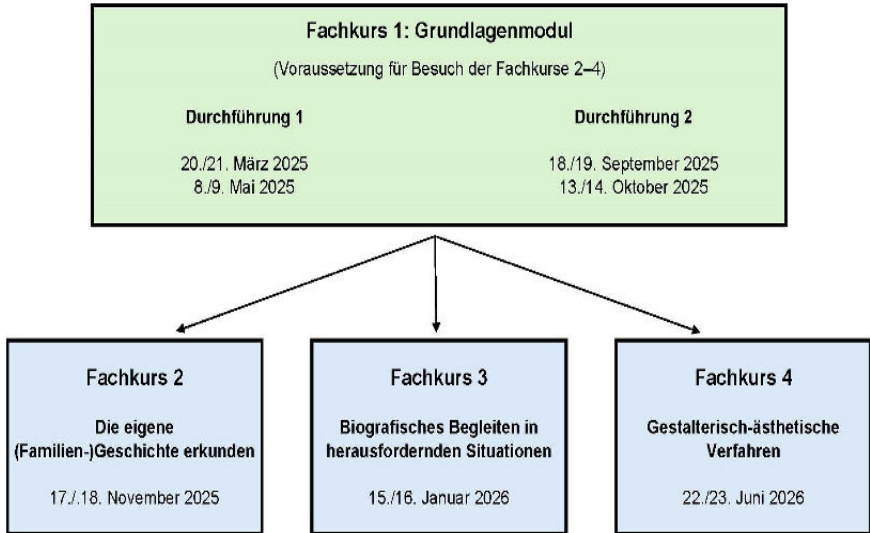 Fachkurs 1: Grundlagenmodul
(Voraussetzung für Besuch der Fachkurse 2–4)
Durchführung 1
20./21. März 2025
8./9. Mai 2025
Durchführung 2
18./19. September 2025
13./14. Oktober 2025
Fachkurs 2
Die eigene
(Familien-)Geschichte erkunden
17./.18. November 2025
Fachkurs 3
Biografisches Begleiten in
herausfordernden Situationen
15./16. Januar 2026
Fachkurs 4
Gestalterisch-ästhetische
Verfahren
22./23. Juni 2026